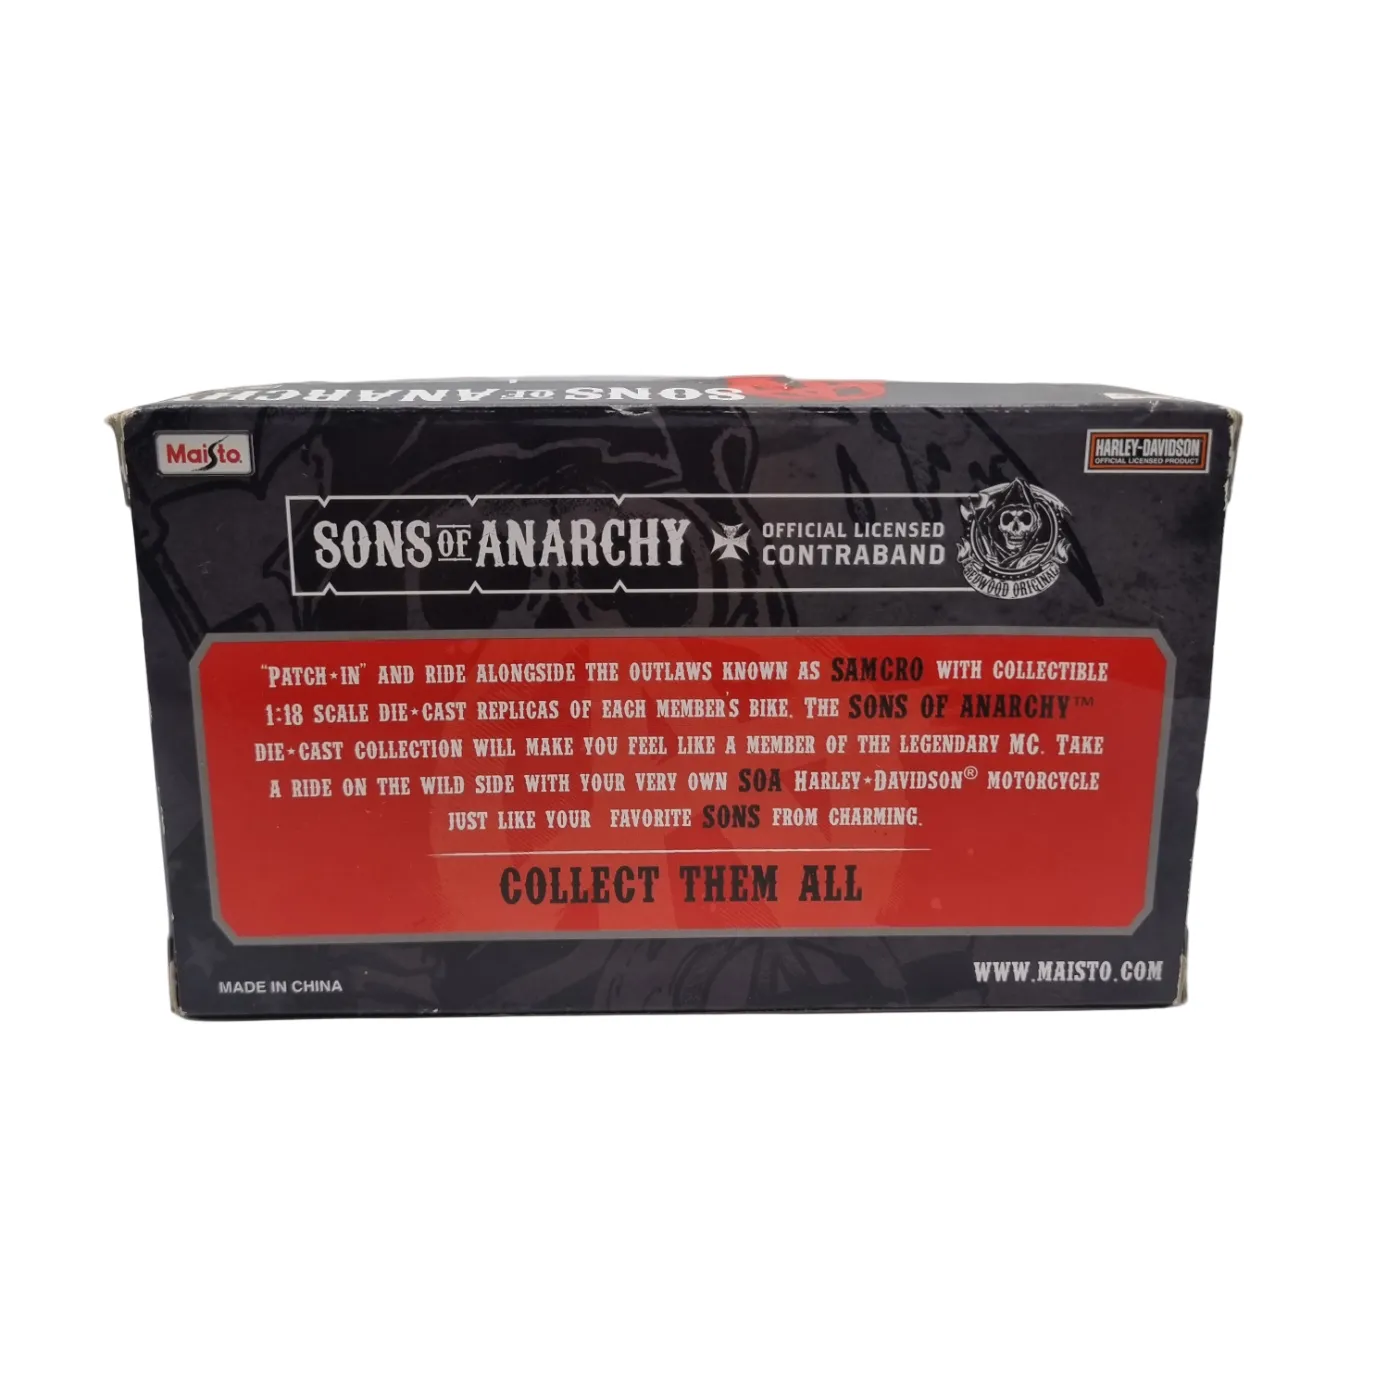 SONS OF ANARCHY
Maisto
HARLEY-DAVIDSON
OFFICIAL LICENSED PRODUCT
SONS OF ANARCHY OFFICIAL LICENSED
CONTRABAND
REDWOOD ORIGINAL
"PATCH★IN" AND RIDE ALONGSIDE THE OUTLAWS KNOWN AS SAMCRO WITH COLLECTIBLE
1:18 SCALE DIE★CAST REPLICAS OF EACH MEMBER'S BIKE. THE SONS OF ANARCHY™
DIE★CAST COLLECTION WILL MAKE YOU FEEL LIKE A MEMBER OF THE LEGENDARY MC. TAKE
A RIDE ON THE WILD SIDE WITH YOUR VERY OWN SOA HARLEY★DAVIDSON® MOTORCYCLE
JUST LIKE YOUR FAVORITE SONS FROM CHARMING.
COLLECT THEM ALL
MADE IN CHINA
WWW.MAISTO.COM